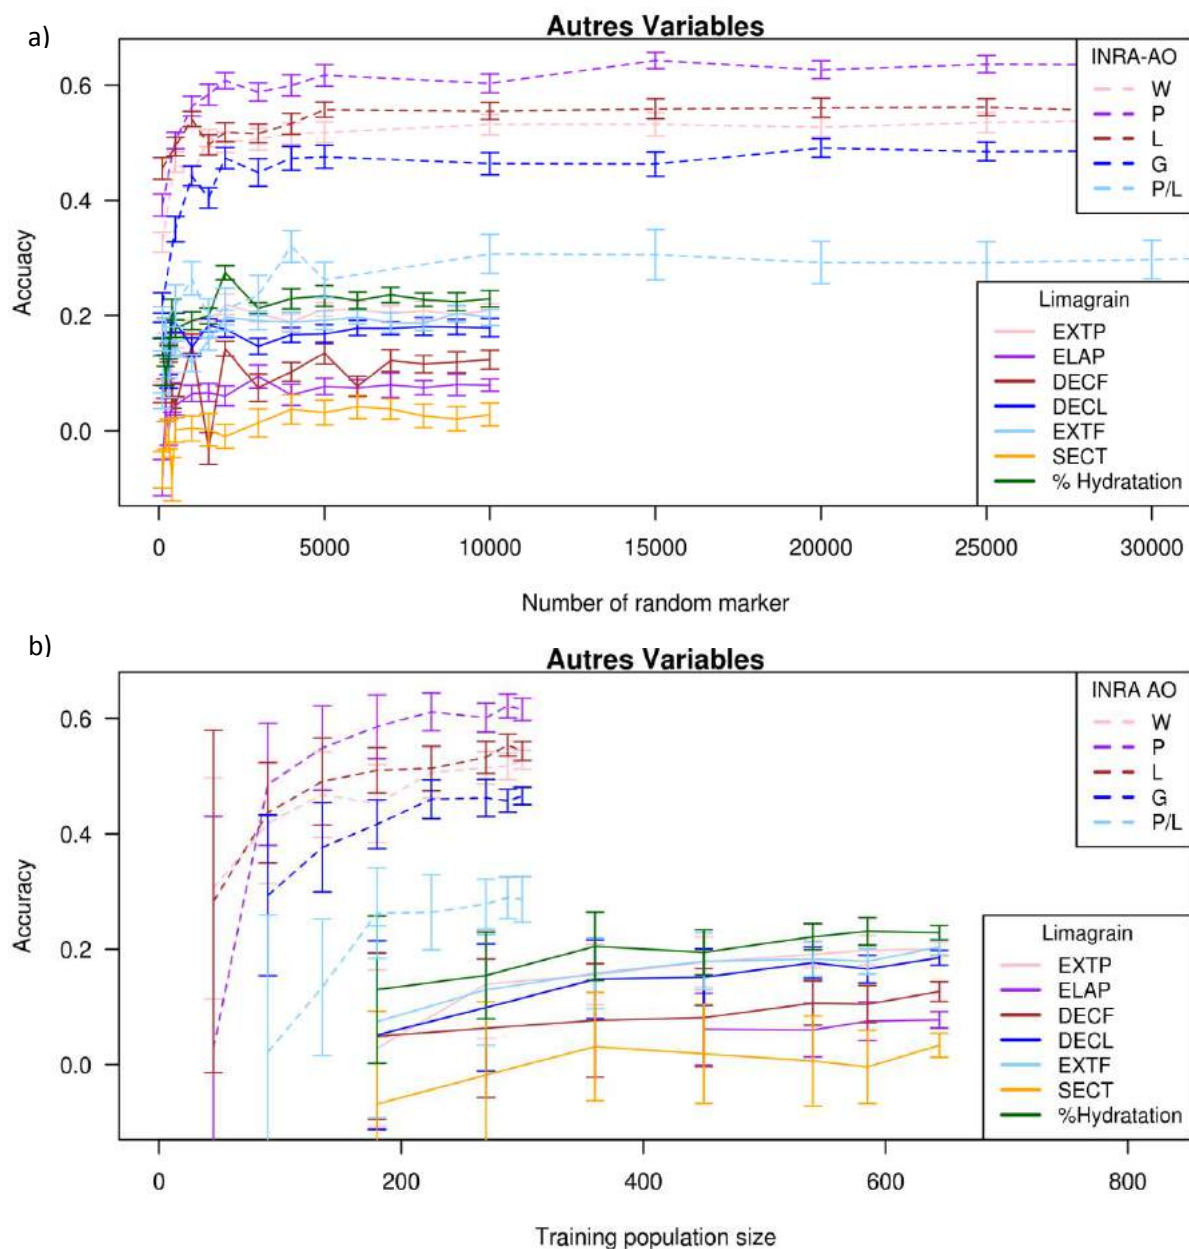 a)
Autres Variables
Accuacy
0.6
0.4
0.2
0.0
INRA-AO
W
P
L
G
P/L
Limagrain
EXTP
ELAP
DECF
DECL
EXTF
SECT
% Hydratation
0 5000 10000 15000 20000 25000 30000
Number of random marker
b)
Autres Variables
Accuracy
0.6
0.4
0.2
0.0
INRA AO
W
P
L
G
P/L
Limagrain
EXTP
ELAP
DECF
DECL
EXTF
SECT
%Hydratation
0 200 400 600 800
Training population size